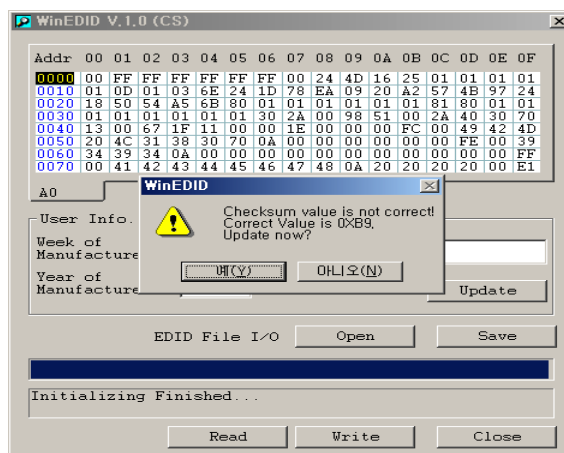 WinEDID V.1.0 (CS)
Addr 00 01 02 03 04 05 06 07 08 09 0A 0B 0C 0D 0E 0F
0000 00 FF FF FF FF FF FF 00 24 4D 16 25 01 01 01 01
0010 01 0D 01 03 6E 24 1D 78 EA 09 20 A2 57 4B 97 24
0020 18 50 54 A5 6B 80 01 01 01 01 01 01 81 80 01 01
0030 01 01 01 01 01 01 30 2A 00 98 51 00 2A 40 30 70
0040 13 00 67 1F 11 00 00 1E 00 00 00 FC 00 49 42 4D
0050 20 4C 31 38 30 70 0A 00 00 00 00 00 00 FE 00 39
0060 34 39 34 0A 00 00 00 00 00 00 00 00 00 00 00 FF
0070 00 41 42 43 44 45 46 47 48 0A 20 20 20 20 00 E1
A0
WinEDID
Checksum value is not correct!
Correct Value is 0XB9,
Update now?
예(Y) 아니오(N)
User Info.
Week of
Manufacture
Year of
Manufacture
Update
EDID File I/O Open Save
Initializing Finished...
Read Write Close